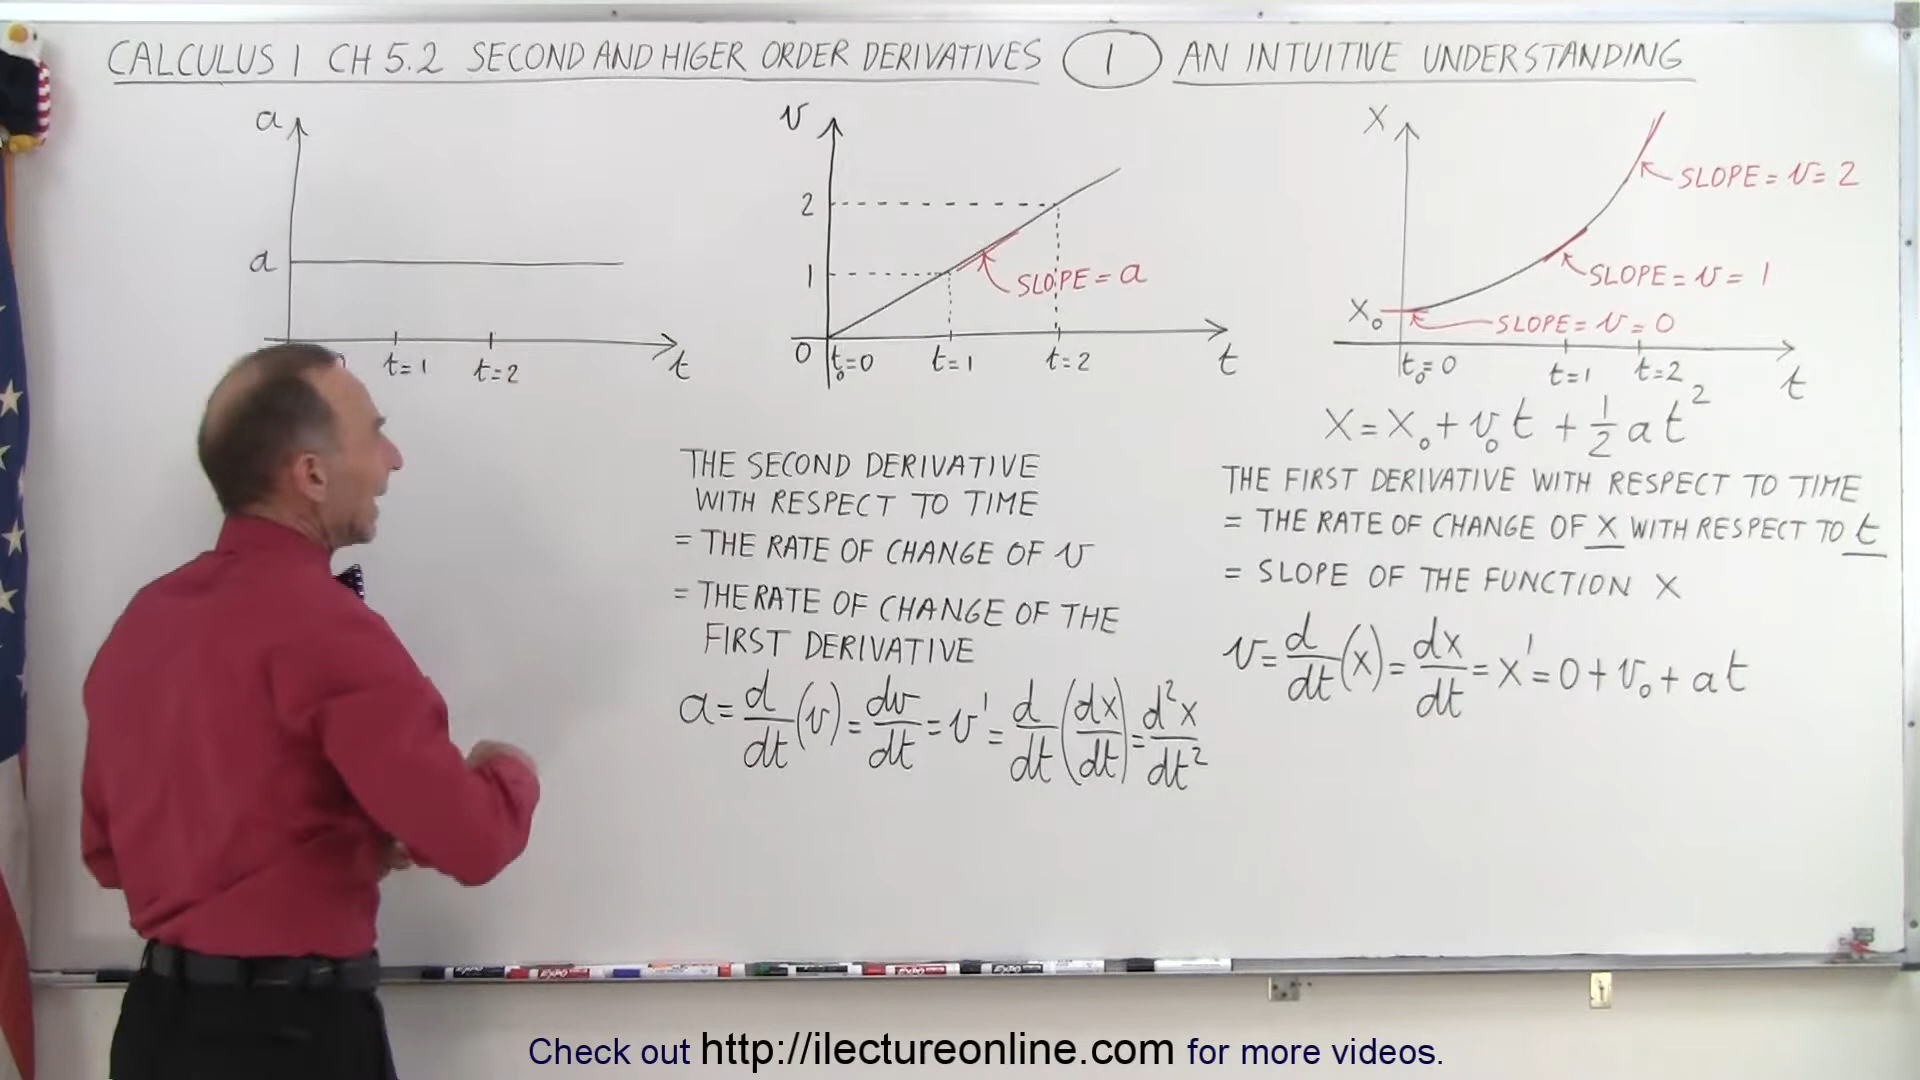 CALCULUS 1 CH 5.2 SECOND AND HIGER ORDER DERIVATIVES 1 AN INTUITIVE UNDERSTANDING
a
a
t=1
t=2
t
v
2
1
0
t₀=0
t=1
t=2
t
SLOPE = a
X
X₀
t₀=0
t=1
t=2
t
SLOPE = v = 2
SLOPE = v = 1
SLOPE = v = 0
X = X₀ + v₀t + 1/2 at²
THE SECOND DERIVATIVE
WITH RESPECT TO TIME
= THE RATE OF CHANGE OF v
= THE RATE OF CHANGE OF THE
FIRST DERIVATIVE
a = d/dt (v) = dv/dt = v' = d/dt (dx/dt) = d²x/dt²
THE FIRST DERIVATIVE WITH RESPECT TO TIME
= THE RATE OF CHANGE OF X WITH RESPECT TO t
= SLOPE OF THE FUNCTION X
v = d/dt (x) = dx/dt = x' = 0 + v₀ + at
Check out http://ilectureonline.com for more videos.